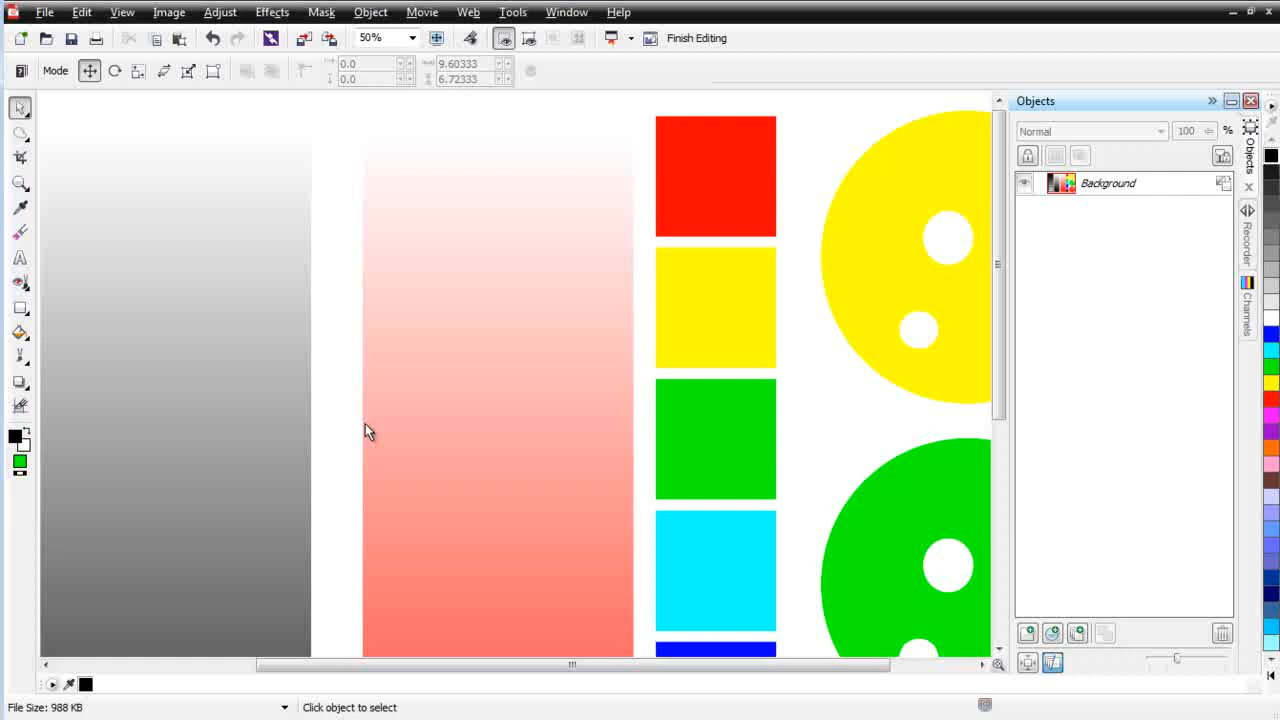 File Edit View Image Adjust Effects Mask Object Movie Web Tools Window Help
50% Finish Editing
Mode 0.0 9.60333
0.0 6.72333
Objects
Normal 100 %
Background
Objects
Recorder
Channels
File Size: 988 KB Click object to select